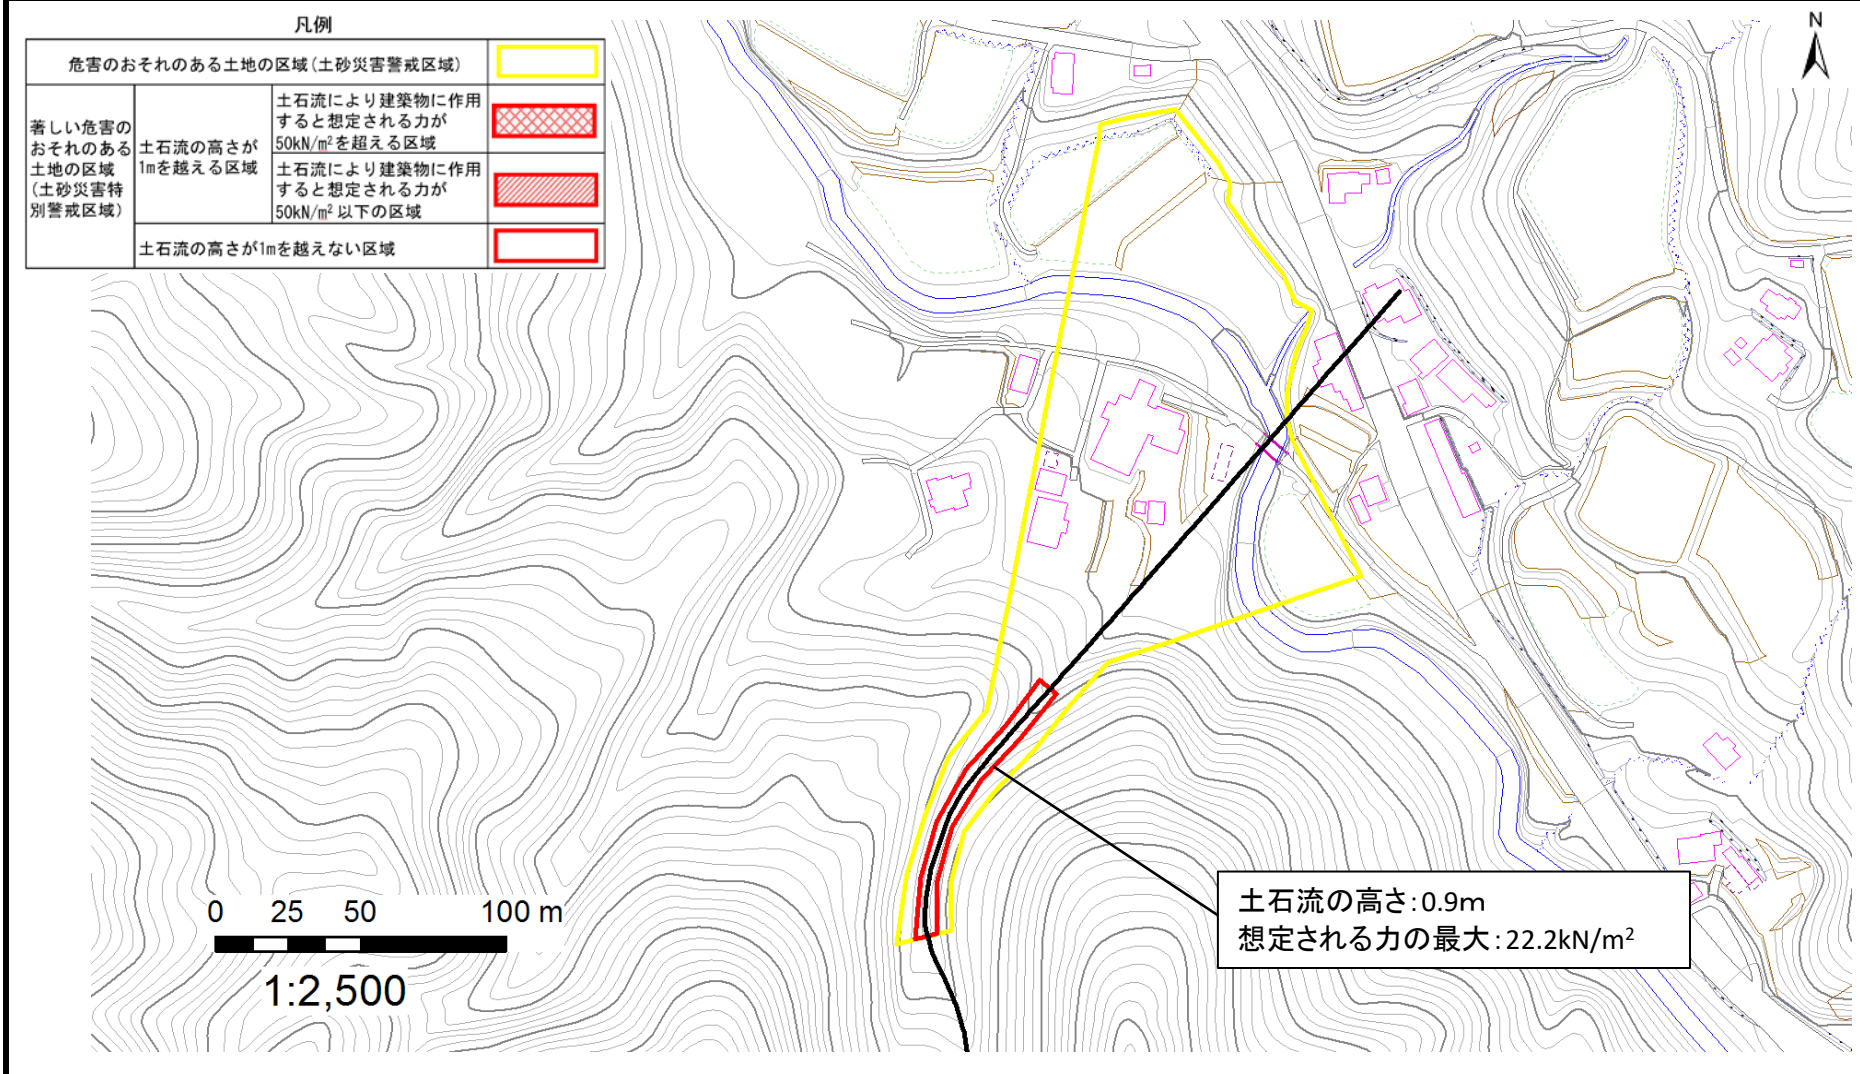 凡例
危害のおそれのある土地の区域(土砂災害警戒区域)
著しい危害の
おそれのある
土地の区域
(土砂災害特
別警戒区域)
土石流の高さが
1mを越える区域
土石流により建築物に作用
すると想定される力が
50kN/m²を超える区域
土石流により建築物に作用
すると想定される力が
50kN/m² 以下の区域
土石流の高さが1mを越えない区域
N
土石流の高さ:0.9m
想定される力の最大:22.2kN/m²
0 25 50 100 m
1:2,500